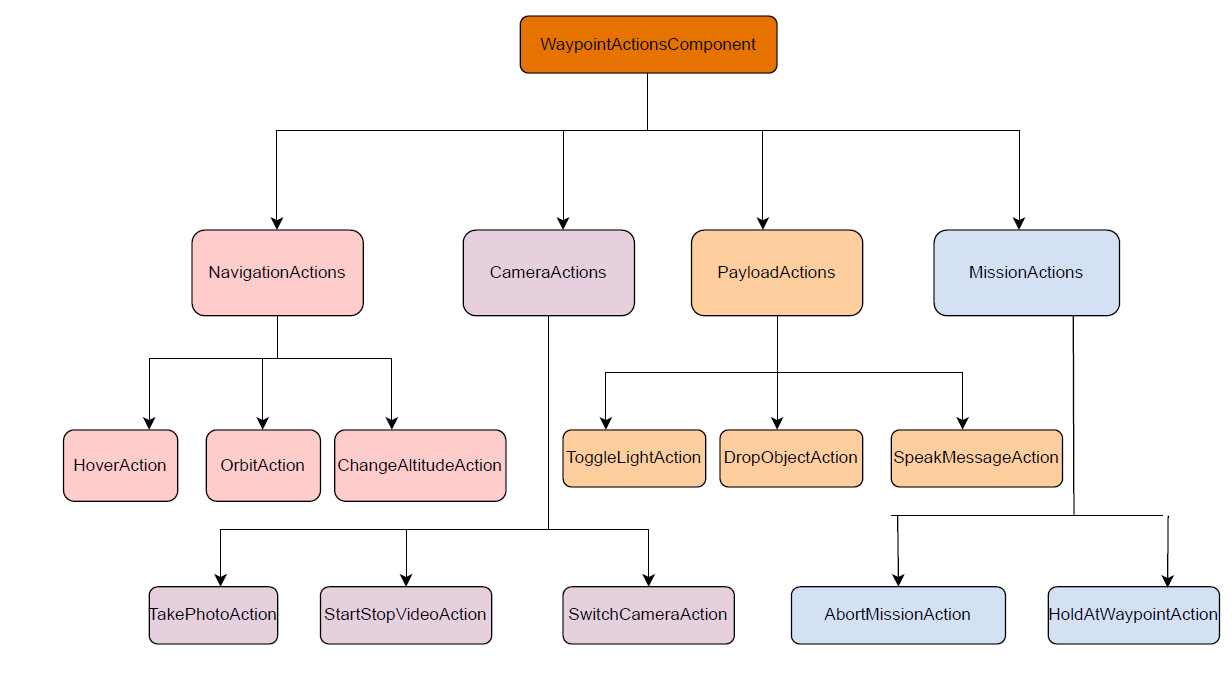 WaypointActionsComponent
NavigationActions
CameraActions
PayloadActions
MissionActions
HoverAction
OrbitAction
ChangeAltitudeAction
ToggleLightAction
DropObjectAction
SpeakMessageAction
TakePhotoAction
StartStopVideoAction
SwitchCameraAction
AbortMissionAction
HoldAtWaypointAction